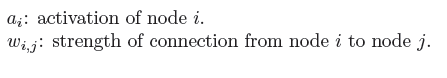 a_i: activation of node i.
w_{i,j}: strength of connection from node i to node j.